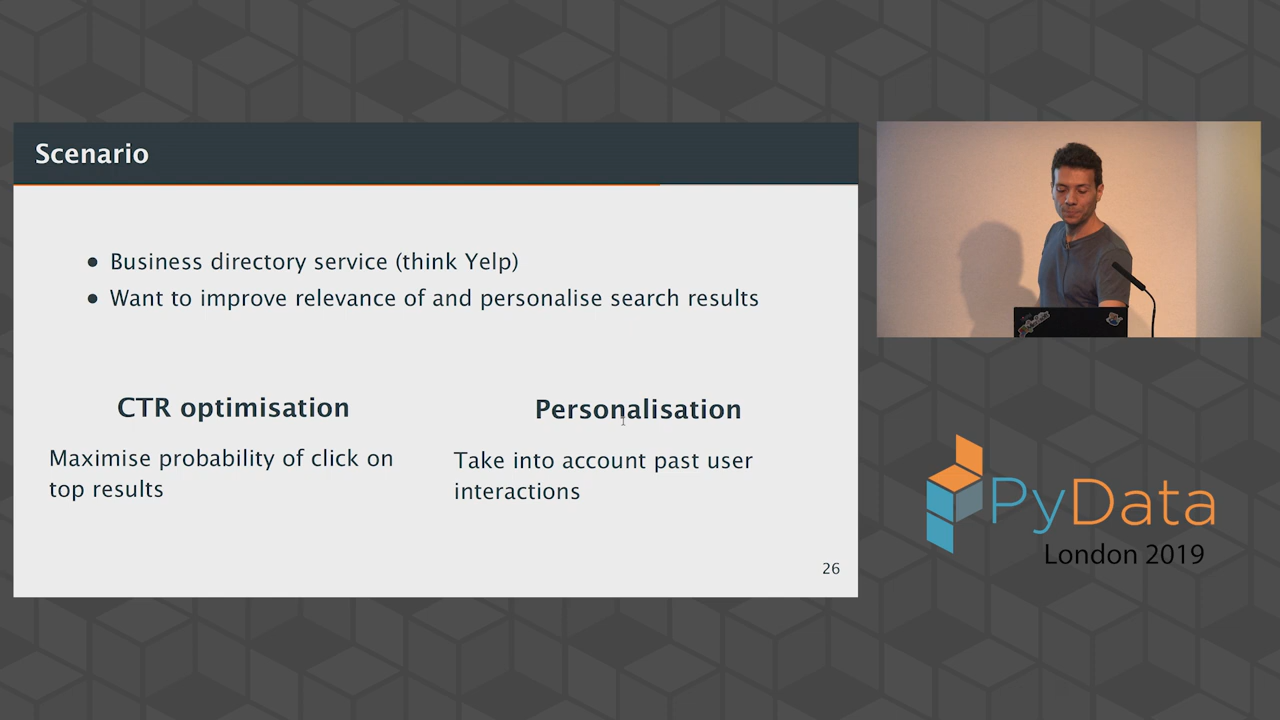 Scenario
● Business directory service (think Yelp)
● Want to improve relevance of and personalise search results
CTR optimisation
Maximise probability of click on
top results
Personalisation
Take into account past user
interactions
26
PyData
London 2019